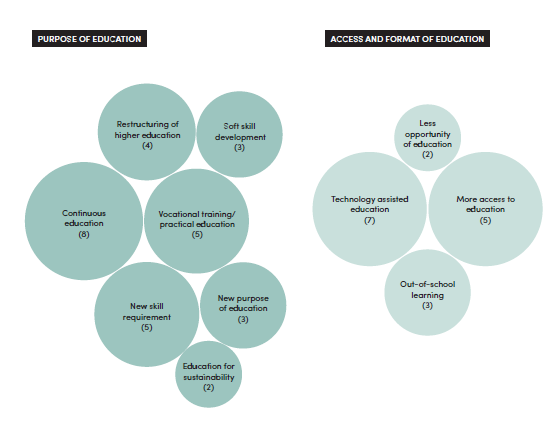 PURPOSE OF EDUCATION
Restructuring of
higher education
(4)
Soft skill
development
(3)
Continuous
education
(8)
Vocational training/
practical education
(5)
New skill
requirement
(5)
New purpose
of education
(3)
Education for
sustainability
(2)
ACCESS AND FORMAT OF EDUCATION
Less
opportunity
of education
(2)
Technology assisted
education
(7)
More access to
education
(5)
Out-of-school
learning
(3)